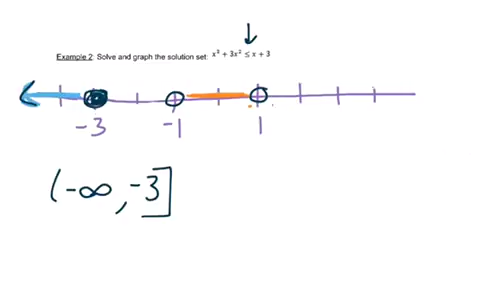 Example 2: Solve and graph the solution set: x³ + 3x² ≤ x + 3
-3 -1 1
(-∞, -3]